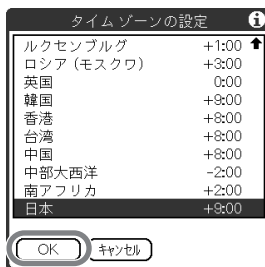 タイムゾーンの設定
ルクセンブルグ +1:00
ロシア (モスクワ) +3:00
英国 0:00
韓国 +9:00
香港 +8:00
台湾 +8:00
中国 +8:00
中部大西洋 -2:00
南アフリカ +2:00
日本 +9:00
OK キャンセル